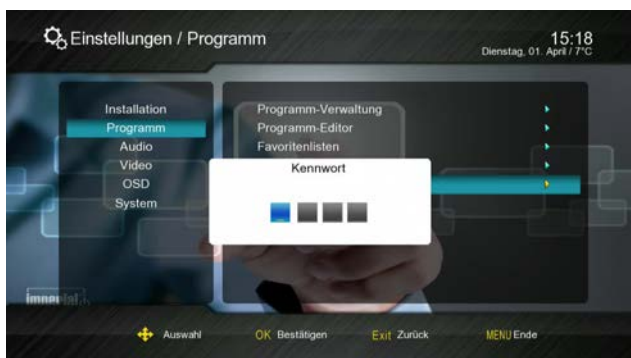 Einstellungen / Programm
15:18
Dienstag, 01. April / 7°C
Installation
Programm
Audio
Video
OSD
System
Programm-Verwaltung
Programm-Editor
Favoritenlisten
Kennwort
imperial
Auswahl
OK Bestätigen
Exit Zurück
MENU Ende